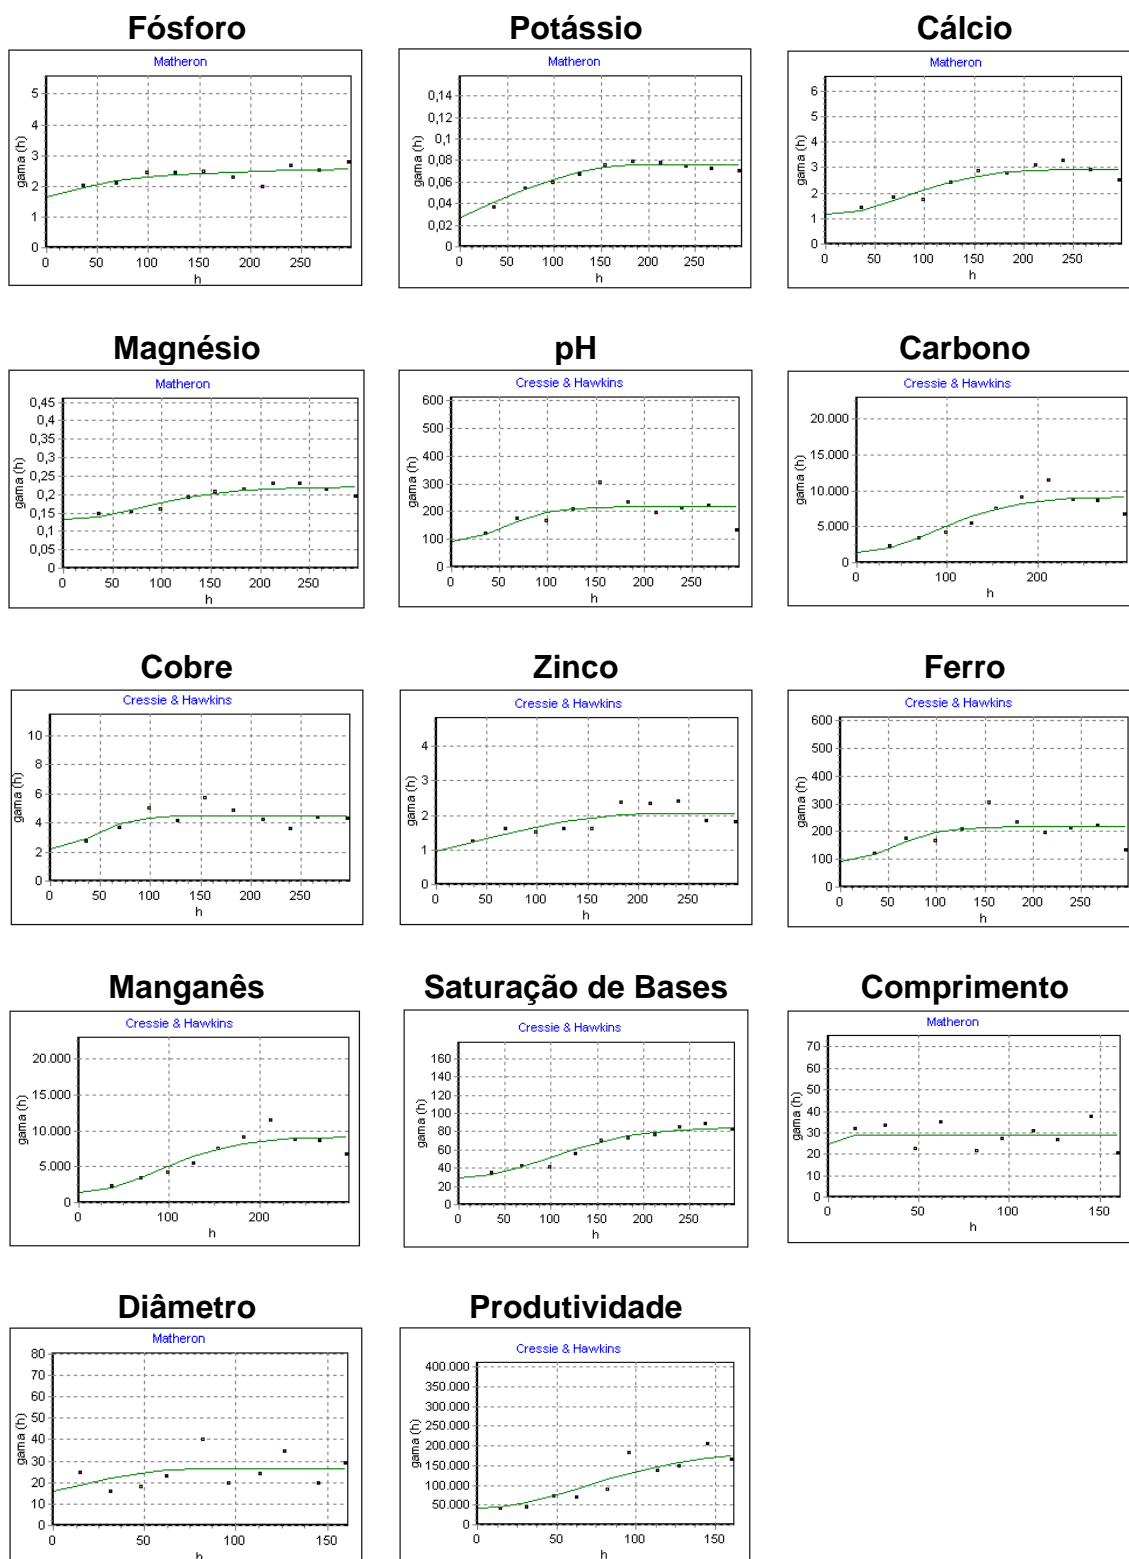 Fósforo
Matheron
gama (h)
5
4
3
2
1
0
0 50 100 150 200 250
h
Potássio
Matheron
gama (h)
0,14
0,12
0,1
0,08
0,06
0,04
0,02
0
0 50 100 150 200 250
h
Cálcio
Matheron
gama (h)
6
5
4
3
2
1
0
0 50 100 150 200 250
h
Magnésio
Matheron
gama (h)
0,45
0,4
0,35
0,3
0,25
0,2
0,15
0,1
0,05
0
0 50 100 150 200 250
h
pH
Cressie & Hawkins
gama (h)
600
500
400
300
200
100
0
0 50 100 150 200 250
h
Carbono
Cressie & Hawkins
gama (h)
20.000
15.000
10.000
5.000
0
0 100 200
h
Cobre
Cressie & Hawkins
gama (h)
10
8
6
4
2
0
0 50 100 150 200 250
h
Zinco
Cressie & Hawkins
gama (h)
4
3
2
1
0
0 50 100 150 200 250
h
Ferro
Cressie & Hawkins
gama (h)
600
500
400
300
200
100
0
0 50 100 150 200 250
h
Manganês
Cressie & Hawkins
gama (h)
20.000
15.000
10.000
5.000
0
0 100 200
h
Saturação de Bases
Cressie & Hawkins
gama (h)
160
140
120
100
80
60
40
20
0
0 50 100 150 200 250
h
Comprimento
Matheron
gama (h)
70
60
50
40
30
20
10
0
0 50 100 150
h
Diâmetro
Matheron
gama (h)
80
70
60
50
40
30
20
10
0
0 50 100 150
h
Produtividade
Cressie & Hawkins
gama (h)
400.000
350.000
300.000
250.000
200.000
150.000
100.000
50.000
0
0 50 100 150
h